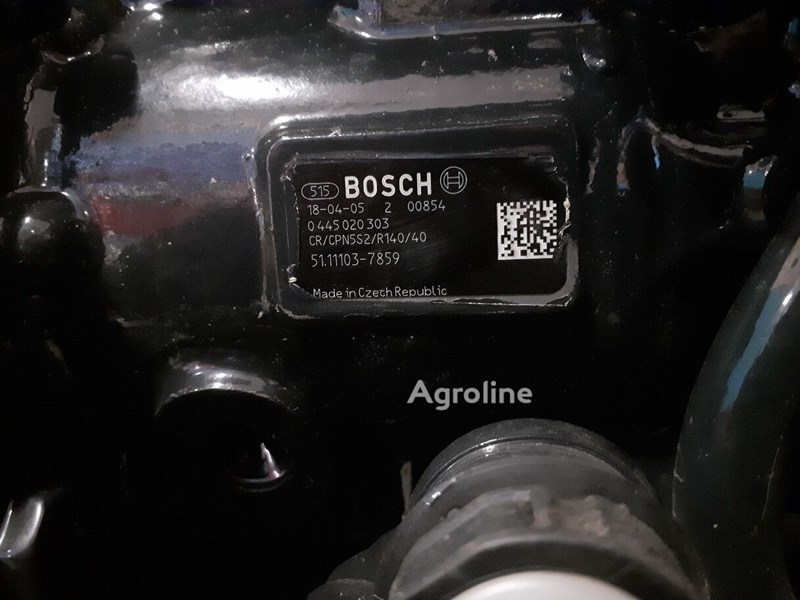 515 BOSCH
18-04-05 2 00854
0 445 020 303
CR/CPN5S2/R140/40
51.11103-7859
Made in Czech Republic
Agroline